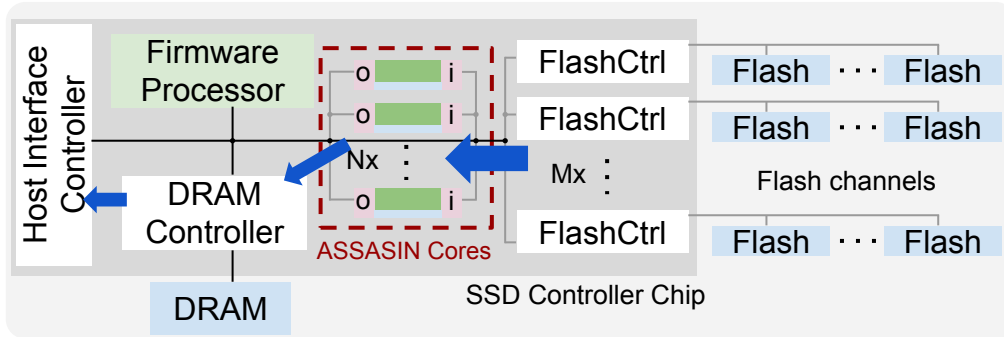 Host Interface
Controller
Firmware
Processor
o i
o i
Nx
o i
ASSASIN Cores
DRAM
Controller
DRAM
FlashCtrl
FlashCtrl
Mx
FlashCtrl
SSD Controller Chip
Flash Flash
Flash Flash
Flash channels
Flash Flash